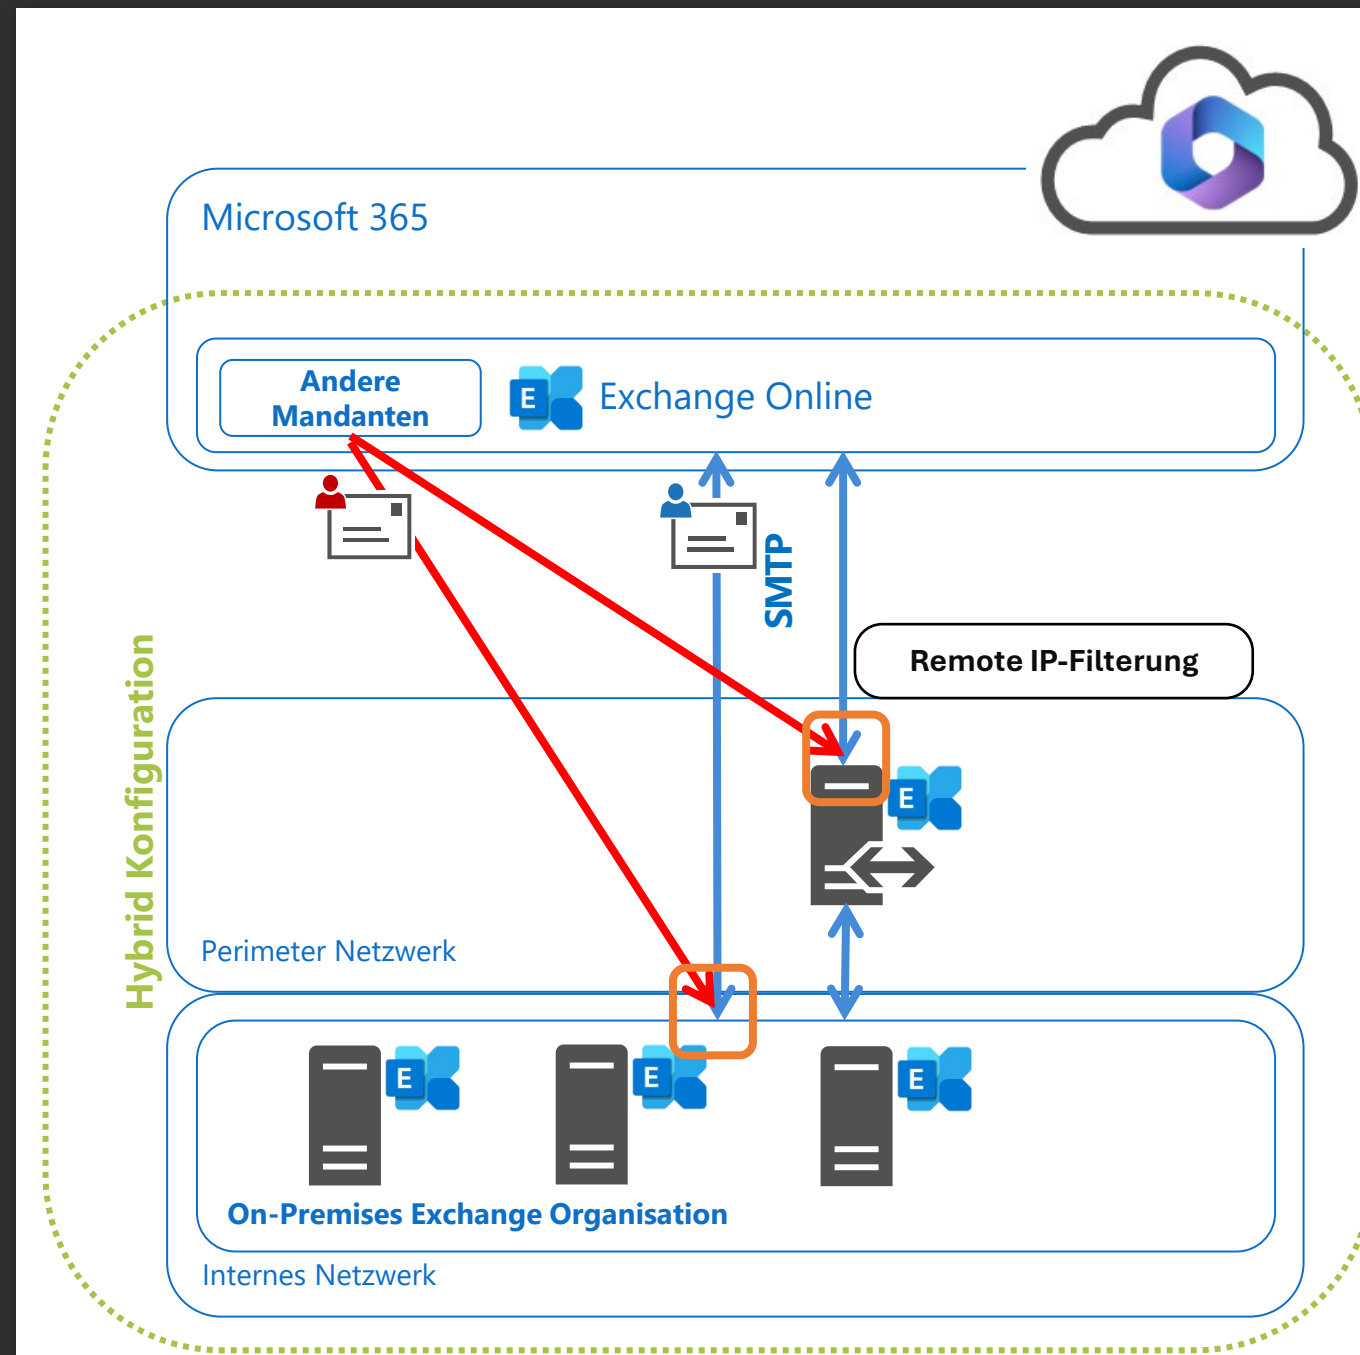 Microsoft 365
Andere
Mandanten
E
Exchange Online
SMTP
Remote IP-Filterung
Hybrid Konfiguration
E
Perimeter Netzwerk
E
E
E
On-Premises Exchange Organisation
Internes Netzwerk